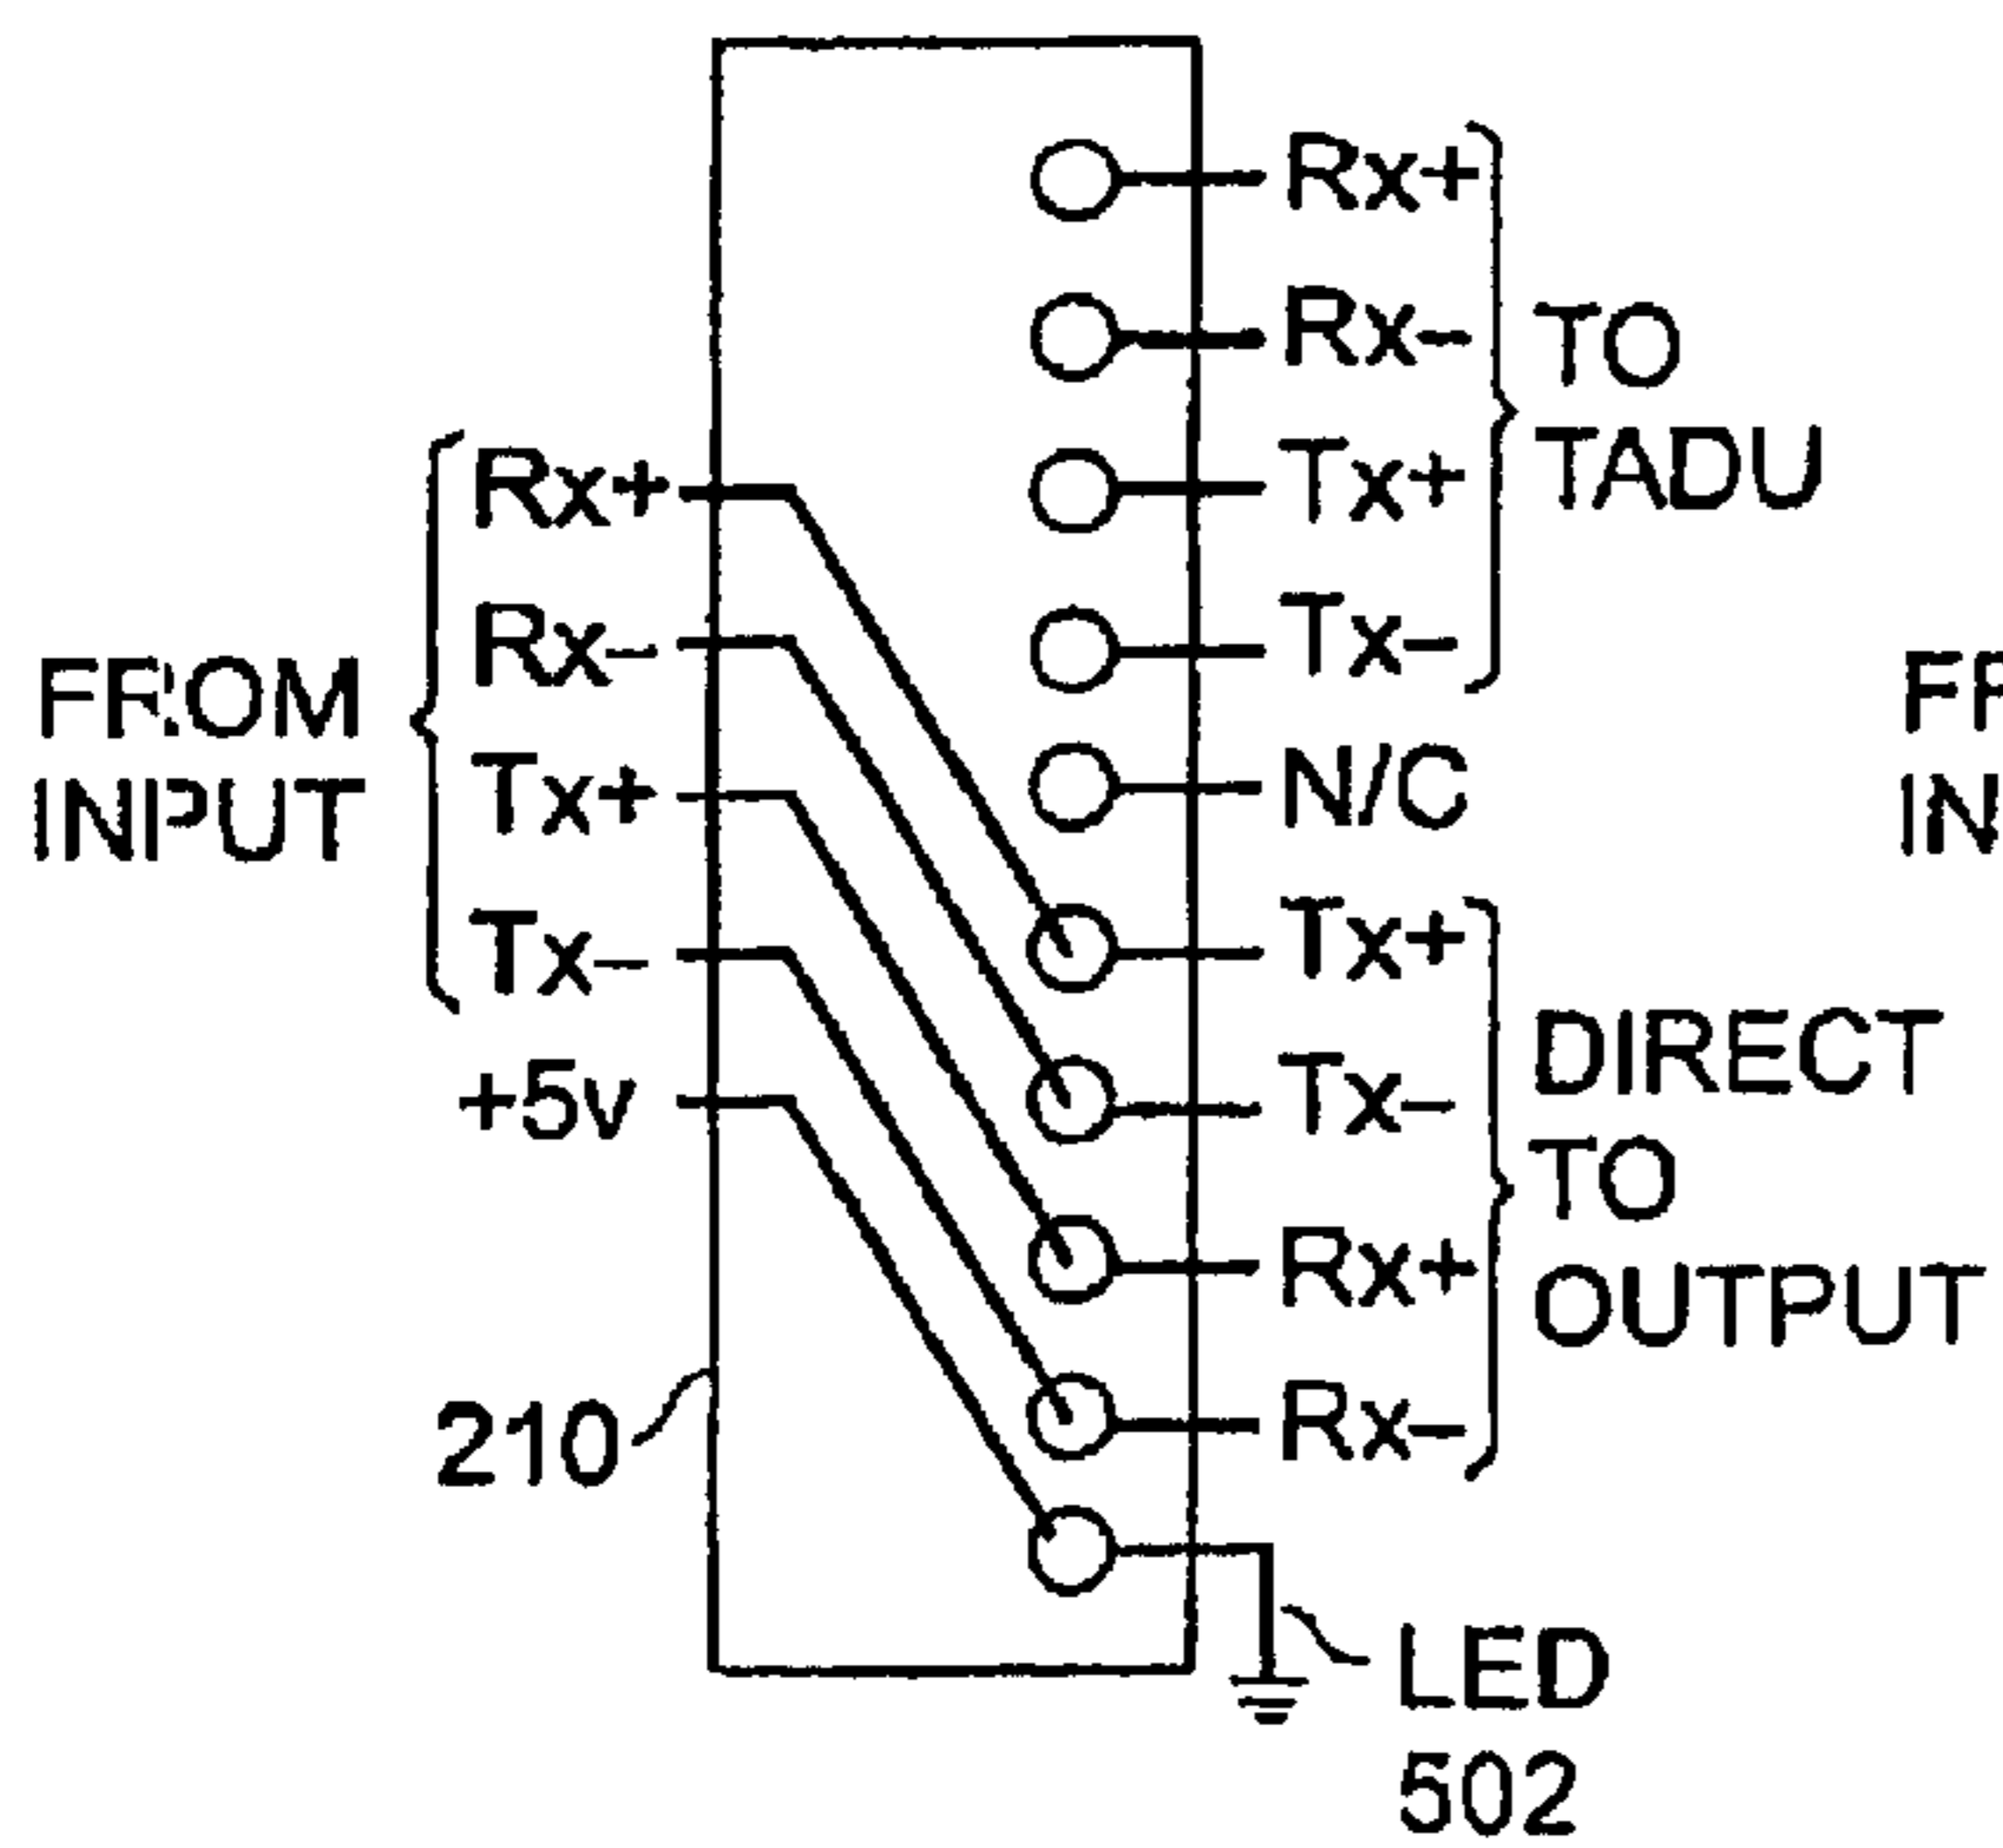 Rx+
Rx–
Tx+
Tx–
TO
TADU
N/C
FROM
INPUT
Rx+
Rx–
Tx+
Tx–
+5v
Tx+
Tx–
Rx+
Rx–
DIRECT
TO
OUTPUT
210
LED
502